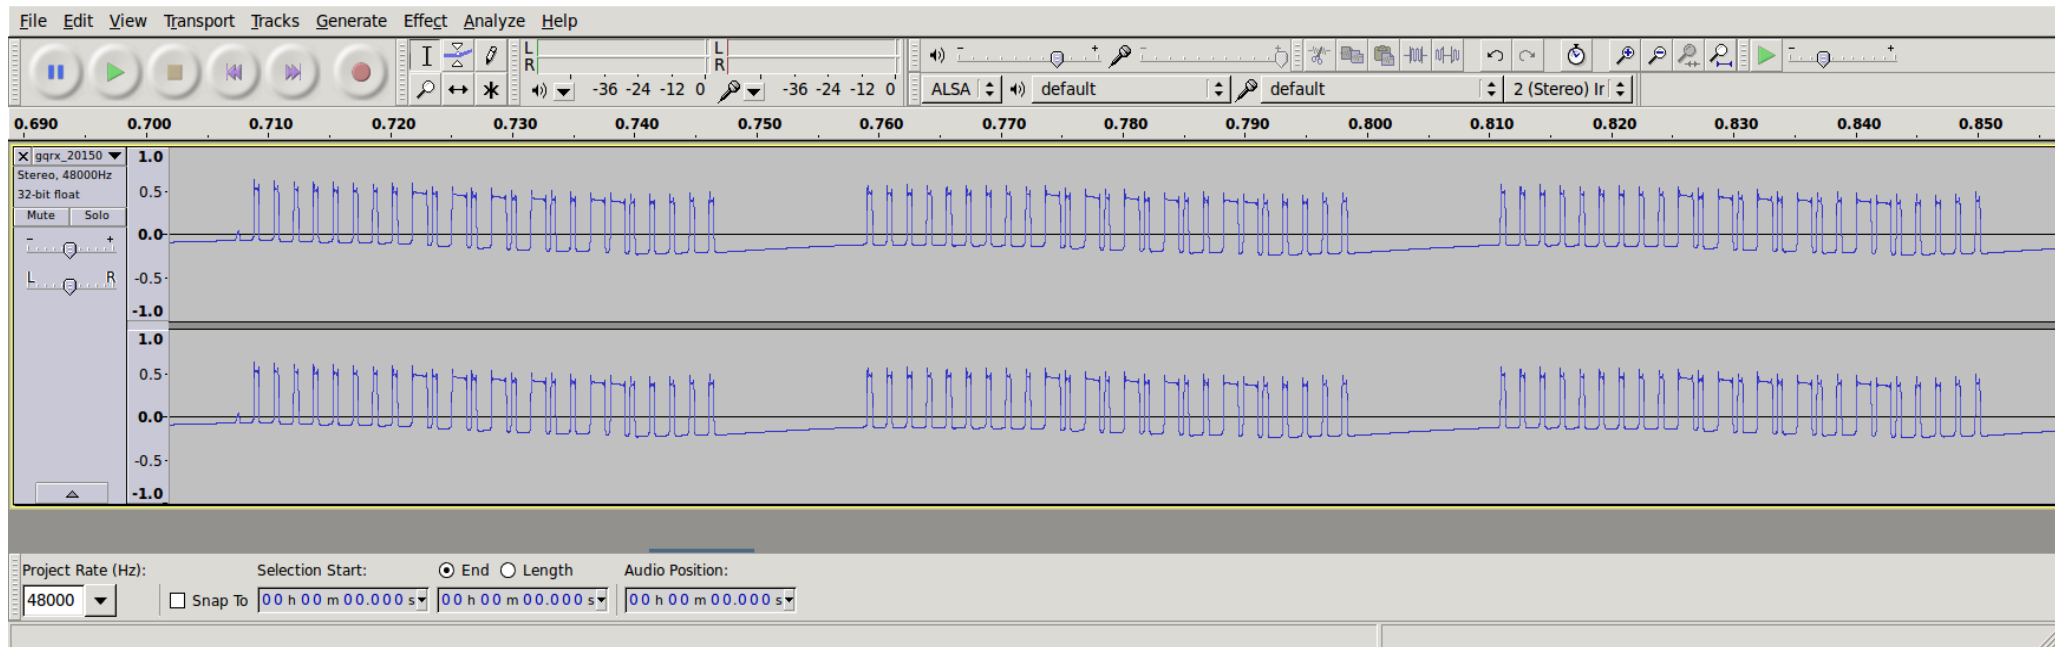 File Edit View Transport Tracks Generate Effect Analyze Help
L
R
-36 -24 -12 0
L
R
-36 -24 -12 0
ALSA default default 2 (Stereo) Ir
0.690 0.700 0.710 0.720 0.730 0.740 0.750 0.760 0.770 0.780 0.790 0.800 0.810 0.820 0.830 0.840 0.850
X gqrx_20150
Stereo, 48000Hz
32-bit float
Mute Solo
- +
L R
1.0
0.5
0.0
-0.5
-1.0
1.0
0.5
0.0
-0.5
-1.0
Project Rate (Hz): Selection Start: End Length Audio Position:
48000 Snap To 00 h 00 m 00.000 s 00 h 00 m 00.000 s 00 h 00 m 00.000 s